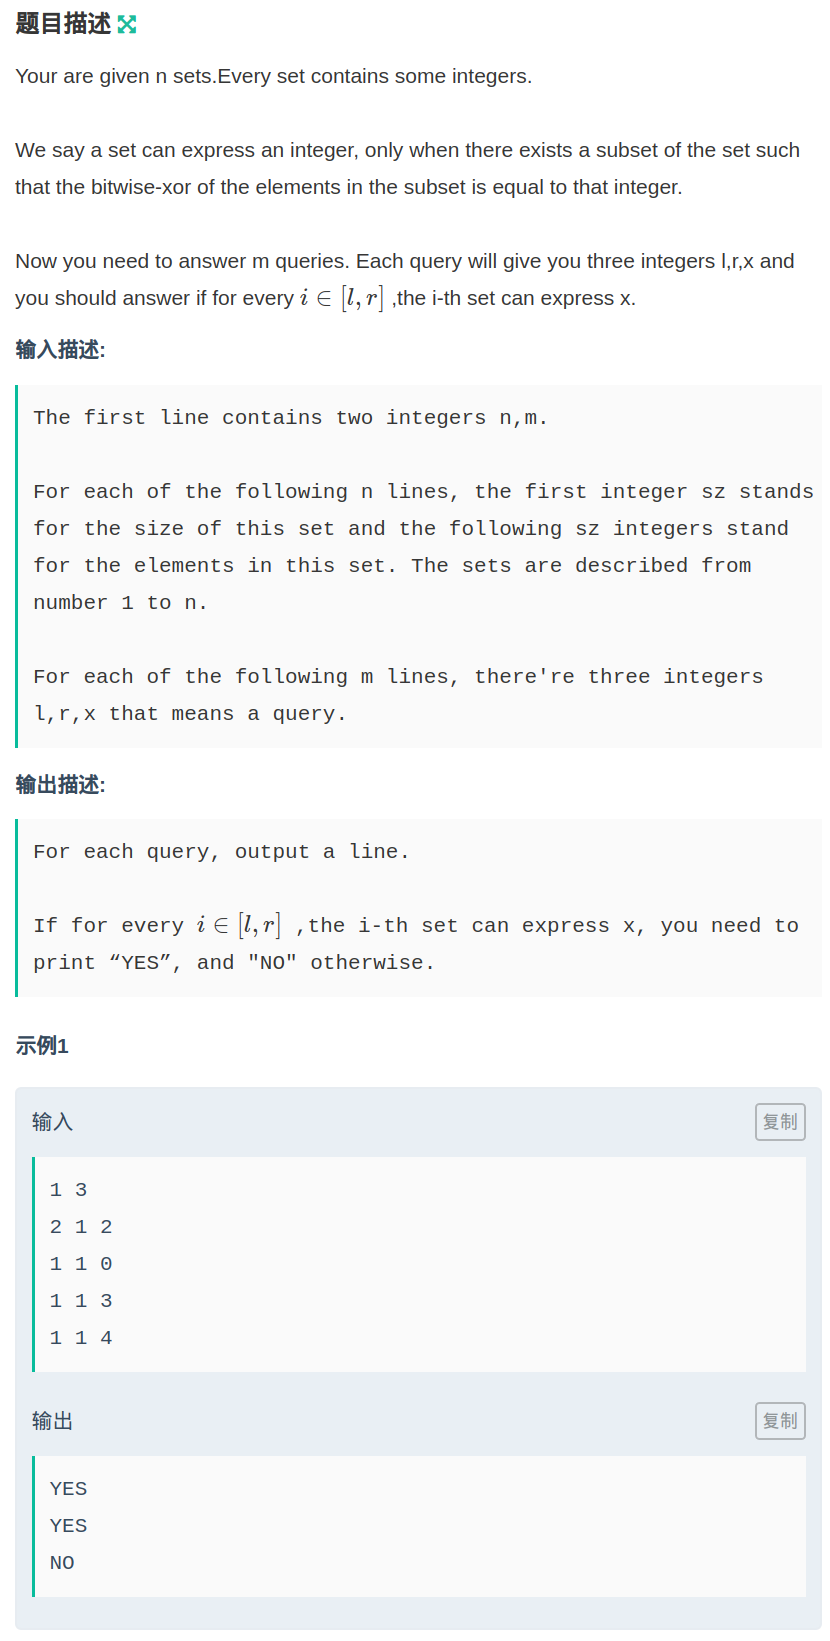 题目描述
Your are given n sets.Every set contains some integers.
We say a set can express an integer, only when there exists a subset of the set such
that the bitwise-xor of the elements in the subset is equal to that integer.
Now you need to answer m queries. Each query will give you three integers l,r,x and
you should answer if for every i ∈ [l, r] ,the i-th set can express x.
输入描述:
The first line contains two integers n,m.
For each of the following n lines, the first integer sz stands
for the size of this set and the following sz integers stand
for the elements in this set. The sets are described from
number 1 to n.
For each of the following m lines, there're three integers
l,r,x that means a query.
输出描述:
For each query, output a line.
If for every i ∈ [l, r] ,the i-th set can express x, you need to
print “YES”, and "NO" otherwise.
示例1
输入
复制
1 3
2 1 2
1 1 0
1 1 3
1 1 4
输出
复制
YES
YES
NO